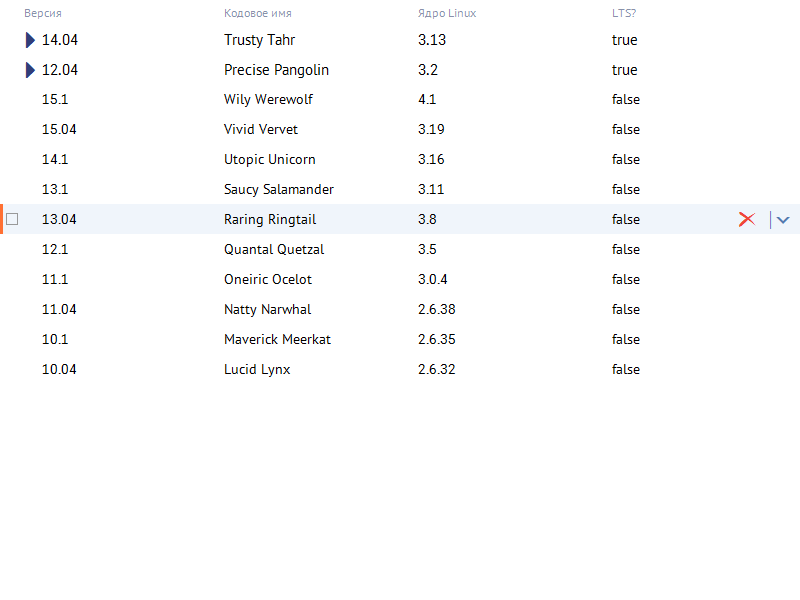 Версия Кодовое имя Ядро Linux LTS?
14.04 Trusty Tahr 3.13 true
12.04 Precise Pangolin 3.2 true
15.1 Wily Werewolf 4.1 false
15.04 Vivid Vervet 3.19 false
14.1 Utopic Unicorn 3.16 false
13.1 Saucy Salamander 3.11 false
13.04 Raring Ringtail 3.8 false
12.1 Quantal Quetzal 3.5 false
11.1 Oneiric Ocelot 3.0.4 false
11.04 Natty Narwhal 2.6.38 false
10.1 Maverick Meerkat 2.6.35 false
10.04 Lucid Lynx 2.6.32 false